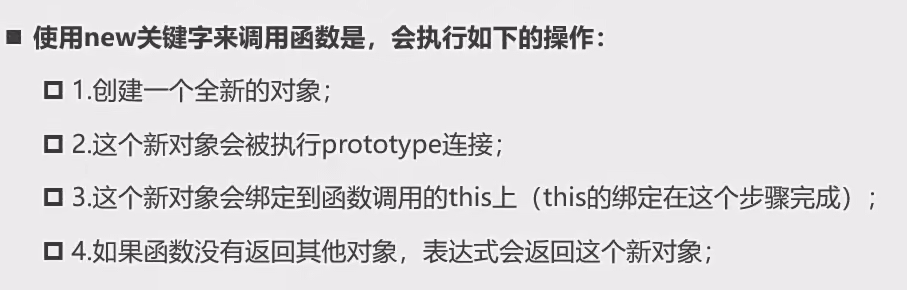 使用new关键字来调用函数是，会执行如下的操作：
1.创建一个全新的对象；
2.这个新对象会被执行prototype连接；
3.这个新对象会绑定到函数调用的this上（this的绑定在这个步骤完成）；
4.如果函数没有返回其他对象，表达式会返回这个新对象；